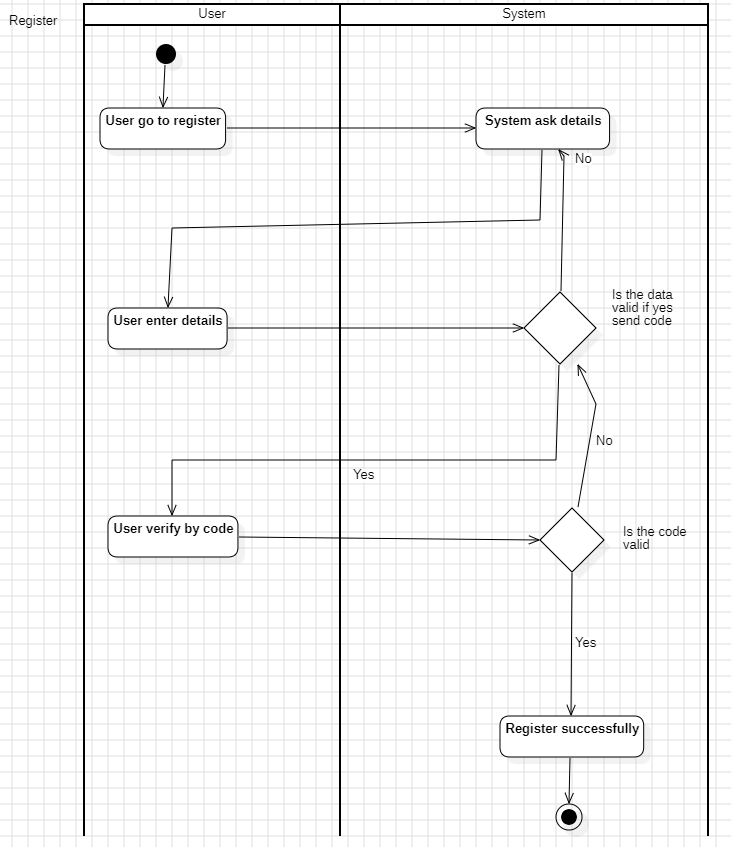 Register
User
System
User go to register
System ask details
No
Is the data
valid if yes
send code
User enter details
No
Yes
User verify by code
Is the code
valid
Yes
Register successfully